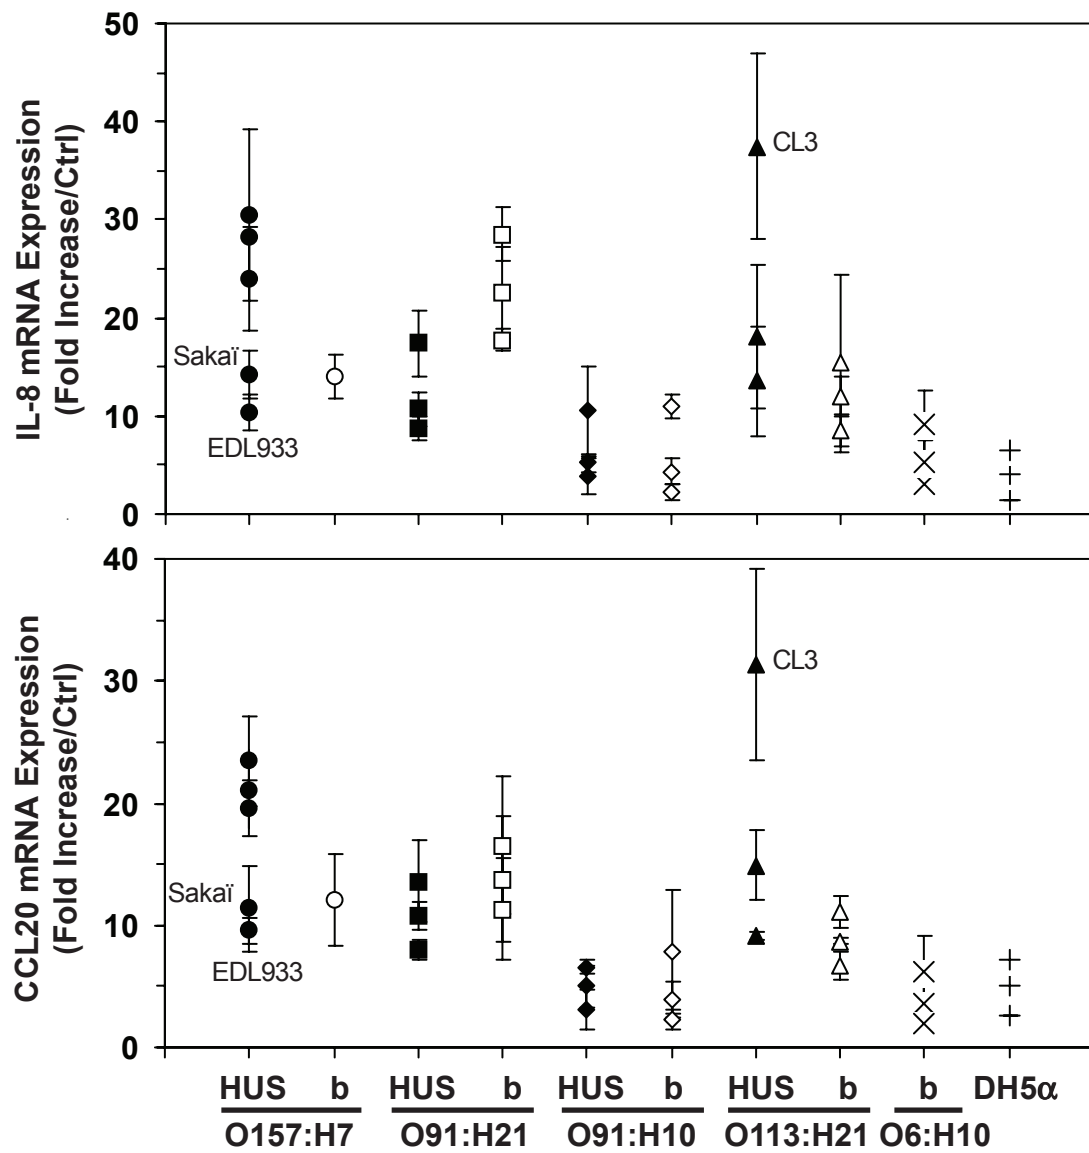 IL-8 mRNA Expression
(Fold Increase/Ctrl)
50
40
30
20
10
0
CL3
Sakaï
EDL933
CCL20 mRNA Expression
(Fold Increase/Ctrl)
40
30
20
10
0
CL3
Sakaï
EDL933
HUS b HUS b HUS b HUS b b DH5α
O157:H7 O91:H21 O91:H10 O113:H21 O6:H10